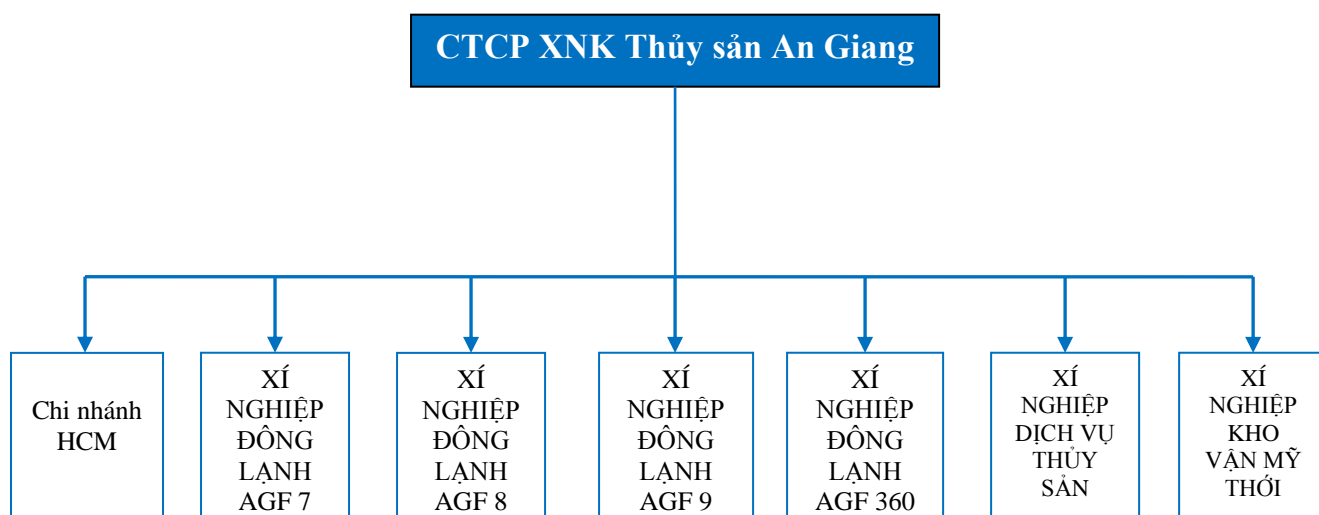 CTCP XNK Thủy sản An Giang
Chi nhánh
HCM
XÍ
NGHIỆP
ĐÔNG
LẠNH
AGF 7
XÍ
NGHIỆP
ĐÔNG
LẠNH
AGF 8
XÍ
NGHIỆP
ĐÔNG
LẠNH
AGF 9
XÍ
NGHIỆP
ĐÔNG
LẠNH
AGF 360
XÍ
NGHIỆP
DỊCH VỤ
THỦY
SẢN
XÍ
NGHIỆP
KHO
VẬN MỸ
THỚI